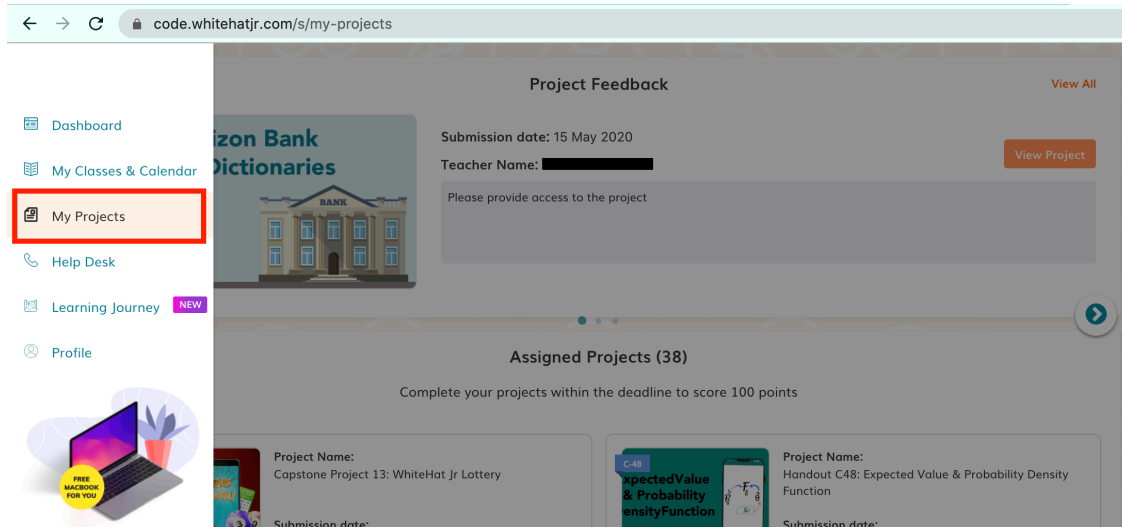 code.whitehatjr.com/s/my-projects
Project Feedback
View All
Dashboard
My Classes & Calendar
My Projects
Help Desk
Learning Journey NEW
Profile
FREE
MACBOOK
FOR YOU
izon Bank
Dictionaries
BANK
Submission date: 15 May 2020
Teacher Name:
View Project
Please provide access to the project
Assigned Projects (38)
Complete your projects within the deadline to score 100 points
Project Name:
Capstone Project 13: WhiteHat Jr Lottery
Submission date:
C-48
xpectedValue
& Probability
ensityFunction
Project Name:
Handout C48: Expected Value & Probability Density
Function
Submission date: